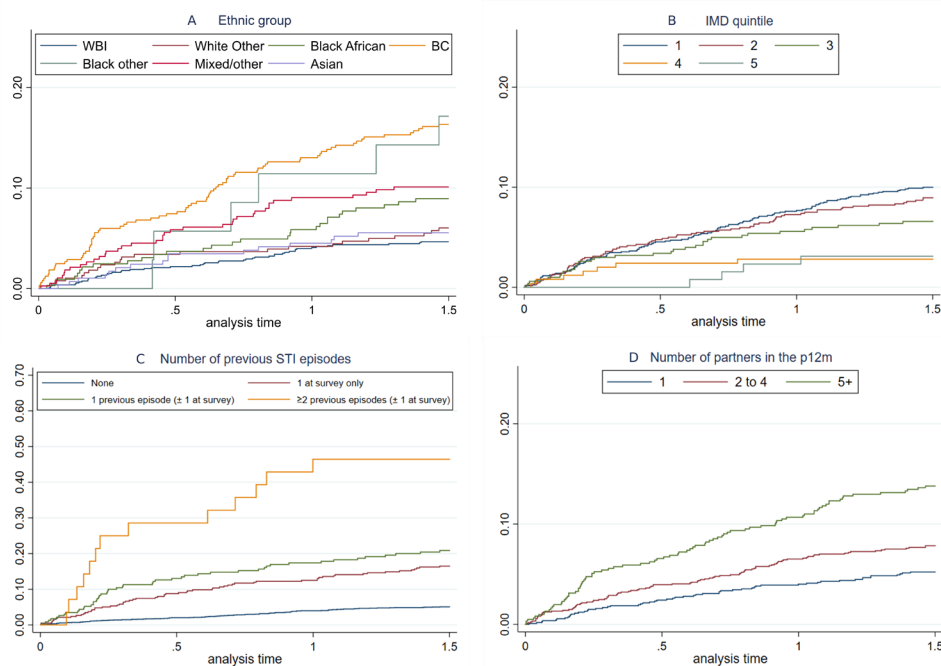 A Ethnic group
WBI White Other Black African BC
Black other Mixed/other Asian
0.20
0.10
0.00
0 .5 1 1.5
analysis time
B IMD quintile
1 2 3
4 5
0.20
0.10
0.00
0 .5 1 1.5
analysis time
C Number of previous STI episodes
None 1 at survey only
1 previous episode (± 1 at survey) ≥2 previous episodes (± 1 at survey)
0.70
0.60
0.50
0.40
0.30
0.20
0.10
0.00
0 .5 1 1.5
analysis time
D Number of partners in the p12m
1 2 to 4 5+
0.20
0.10
0.00
0 .5 1 1.5
analysis time